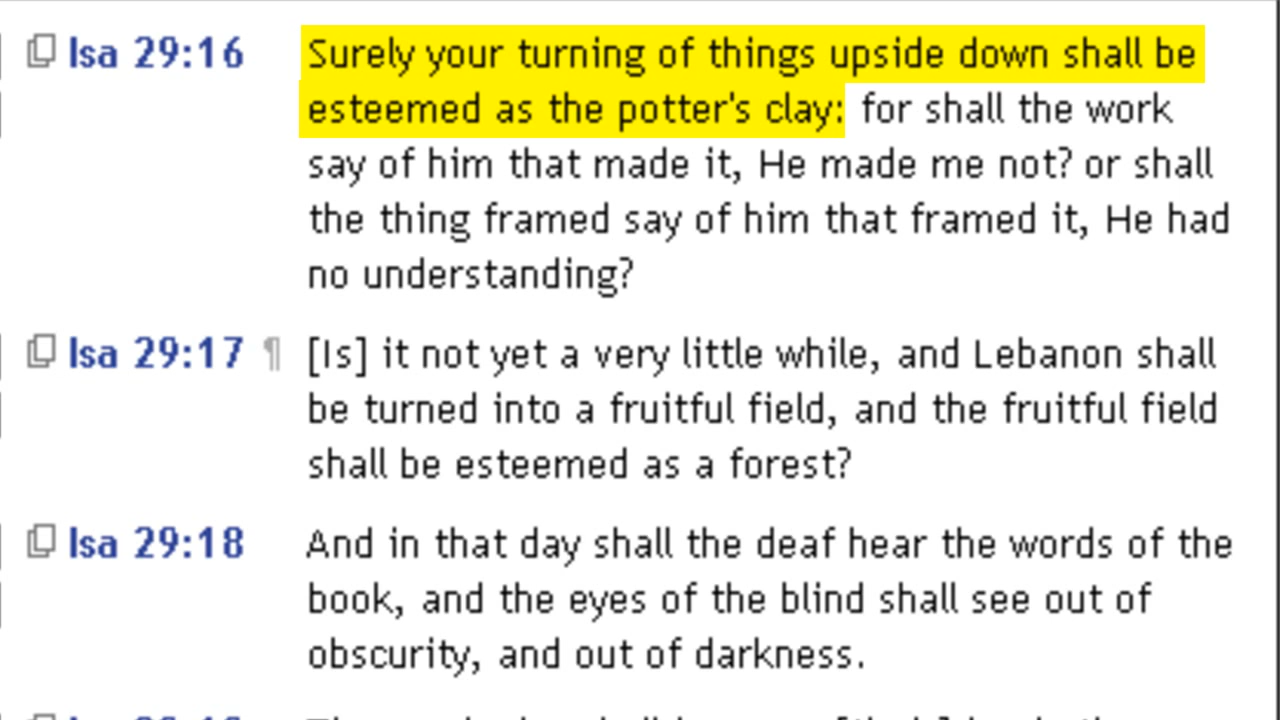 Isa 29:16 Surely your turning of things upside down shall be
esteemed as the potter's clay: for shall the work
say of him that made it, He made me not? or shall
the thing framed say of him that framed it, He had
no understanding?
Isa 29:17 ¶ [Is] it not yet a very little while, and Lebanon shall
be turned into a fruitful field, and the fruitful field
shall be esteemed as a forest?
Isa 29:18 And in that day shall the deaf hear the words of the
book, and the eyes of the blind shall see out of
obscurity, and out of darkness.